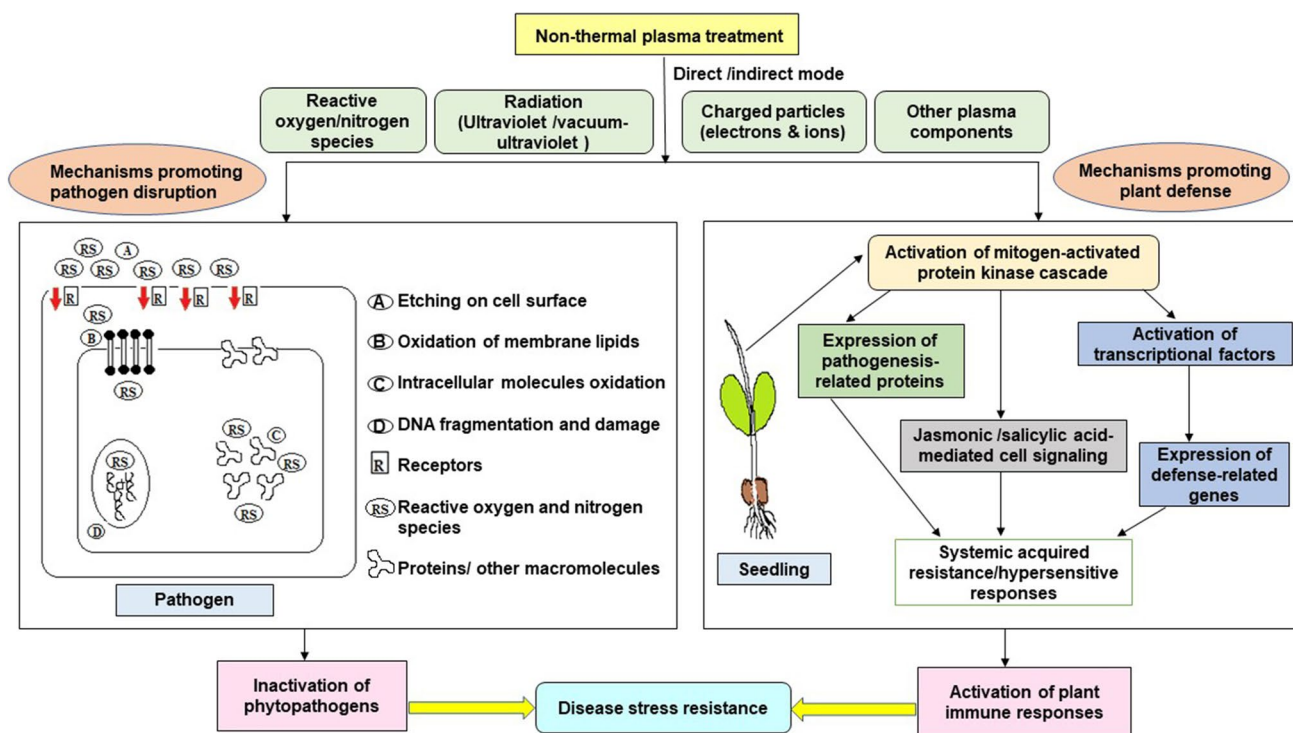 Non-thermal plasma treatment
Direct /indirect mode
Reactive
oxygen/nitrogen
species
Radiation
(Ultraviolet /vacuum-
ultraviolet )
Charged particles
(electrons & ions)
Other plasma
components
Mechanisms promoting
pathogen disruption
Mechanisms promoting
plant defense
RS
A
RS
RS
RS
RS
RS
RS
R
R
R
R
RS
B
RS
RS
C
RS
RS
RS
D
A Etching on cell surface
B Oxidation of membrane lipids
C Intracellular molecules oxidation
D DNA fragmentation and damage
R Receptors
RS Reactive oxygen and nitrogen
species
Proteins/ other macromolecules
Pathogen
Activation of mitogen-activated
protein kinase cascade
Expression of
pathogenesis-
related proteins
Activation of
transcriptional factors
Jasmonic /salicylic acid-
mediated cell signaling
Expression of
defense-related
genes
Systemic acquired
resistance/hypersensitive
responses
Seedling
Inactivation of
phytopathogens
Disease stress resistance
Activation of plant
immune responses